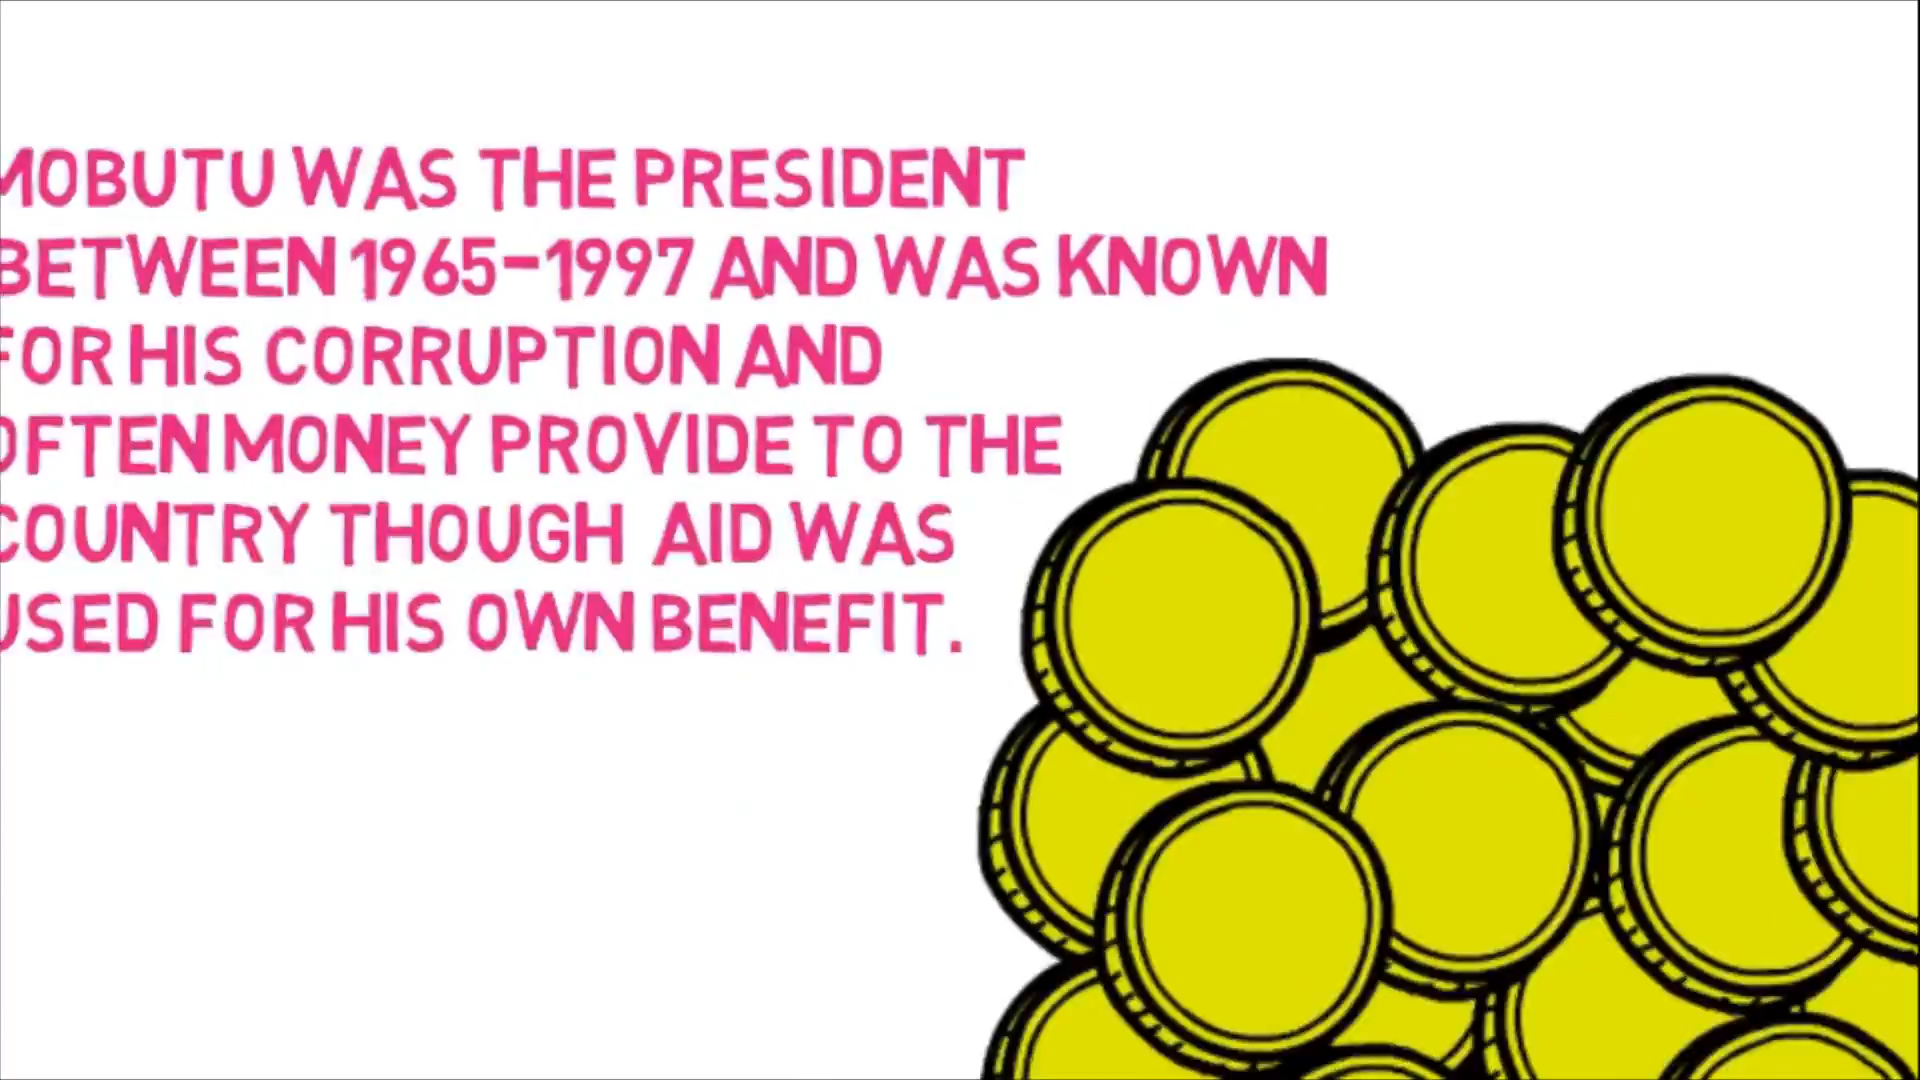 MOBUTU WAS THE PRESIDENT
BETWEEN 1965-1997 AND WAS KNOWN
FOR HIS CORRUPTION AND
OFTEN MONEY PROVIDE TO THE
COUNTRY THOUGH AID WAS
USED FOR HIS OWN BENEFIT.